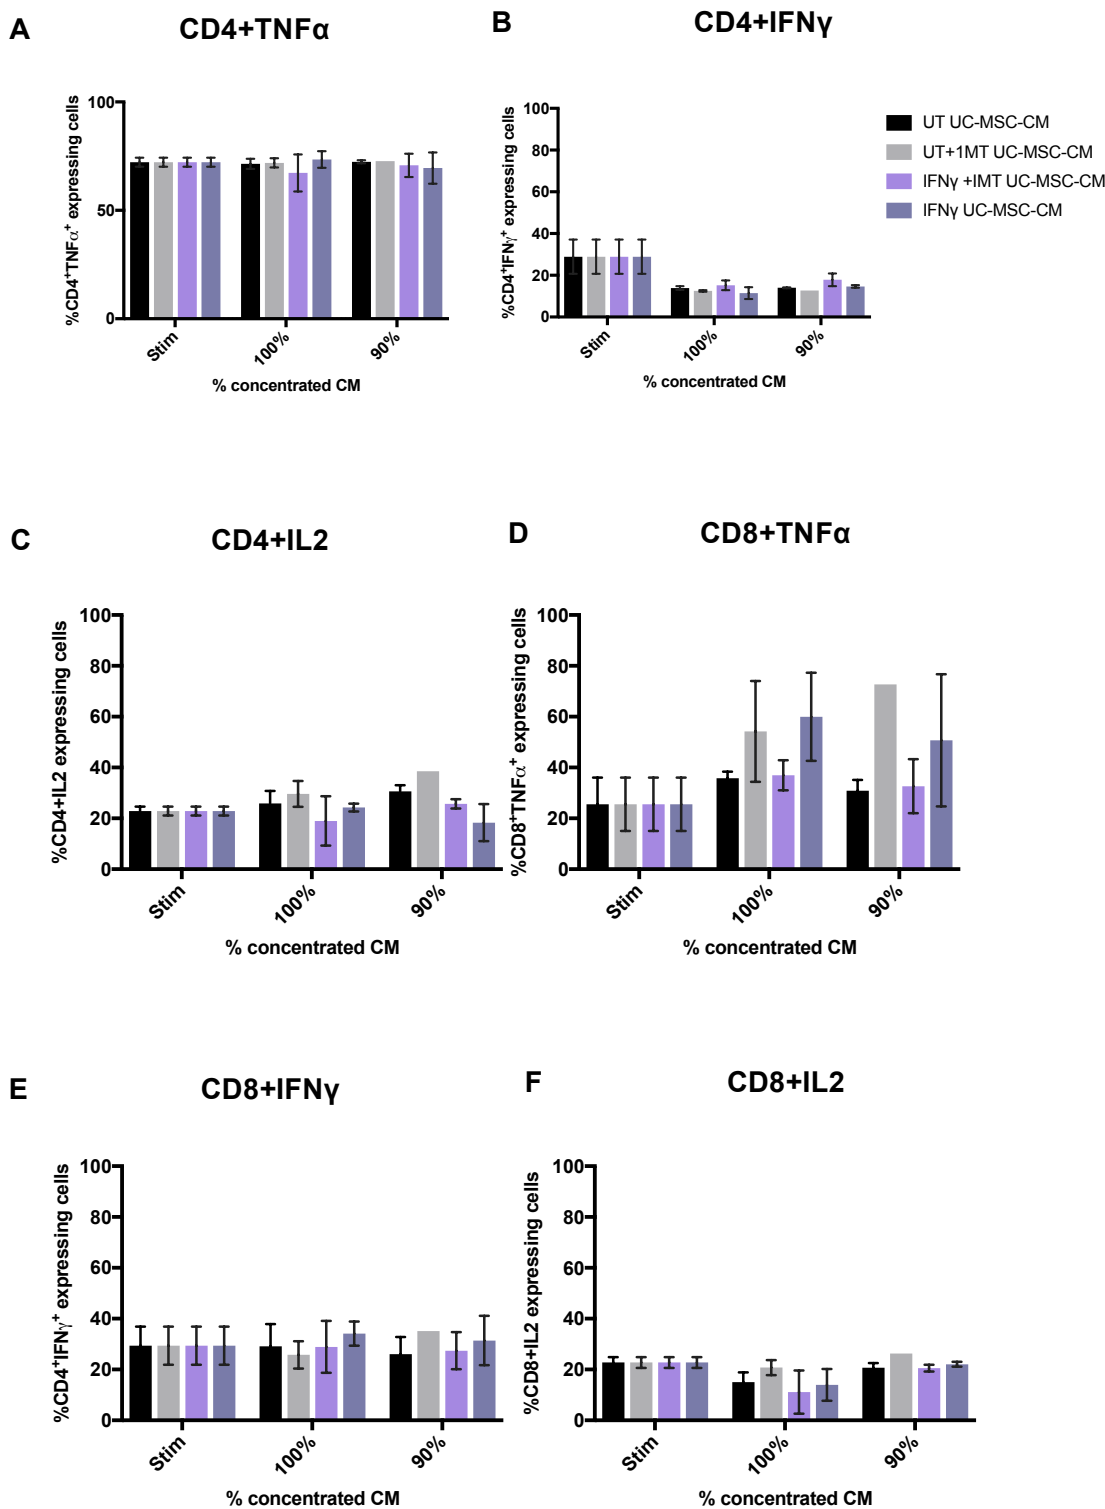 A
CD4+TNFα
%CD4⁺TNFα⁺ expressing cells
100
50
0
Stim
100%
90%
% concentrated CM
B
CD4+IFNγ
%CD4⁺IFNγ⁺ expressing cells
100
80
60
40
20
0
Stim
100%
90%
% concentrated CM
UT UC-MSC-CM
UT+1MT UC-MSC-CM
IFNγ +IMT UC-MSC-CM
IFNγ UC-MSC-CM
C
CD4+IL2
%CD4+IL2 expressing cells
100
80
60
40
20
0
Stim
100%
90%
% concentrated CM
D
CD8+TNFα
%CD8⁺TNFα⁺ expressing cells
100
80
60
40
20
0
Stim
100%
90%
% concentrated CM
E
CD8+IFNγ
%CD4⁺IFNγ⁺ expressing cells
100
80
60
40
20
0
Stim
100%
90%
% concentrated CM
F
CD8+IL2
%CD8+IL2 expressing cells
100
80
60
40
20
0
Stim
100%
90%
% concentrated CM